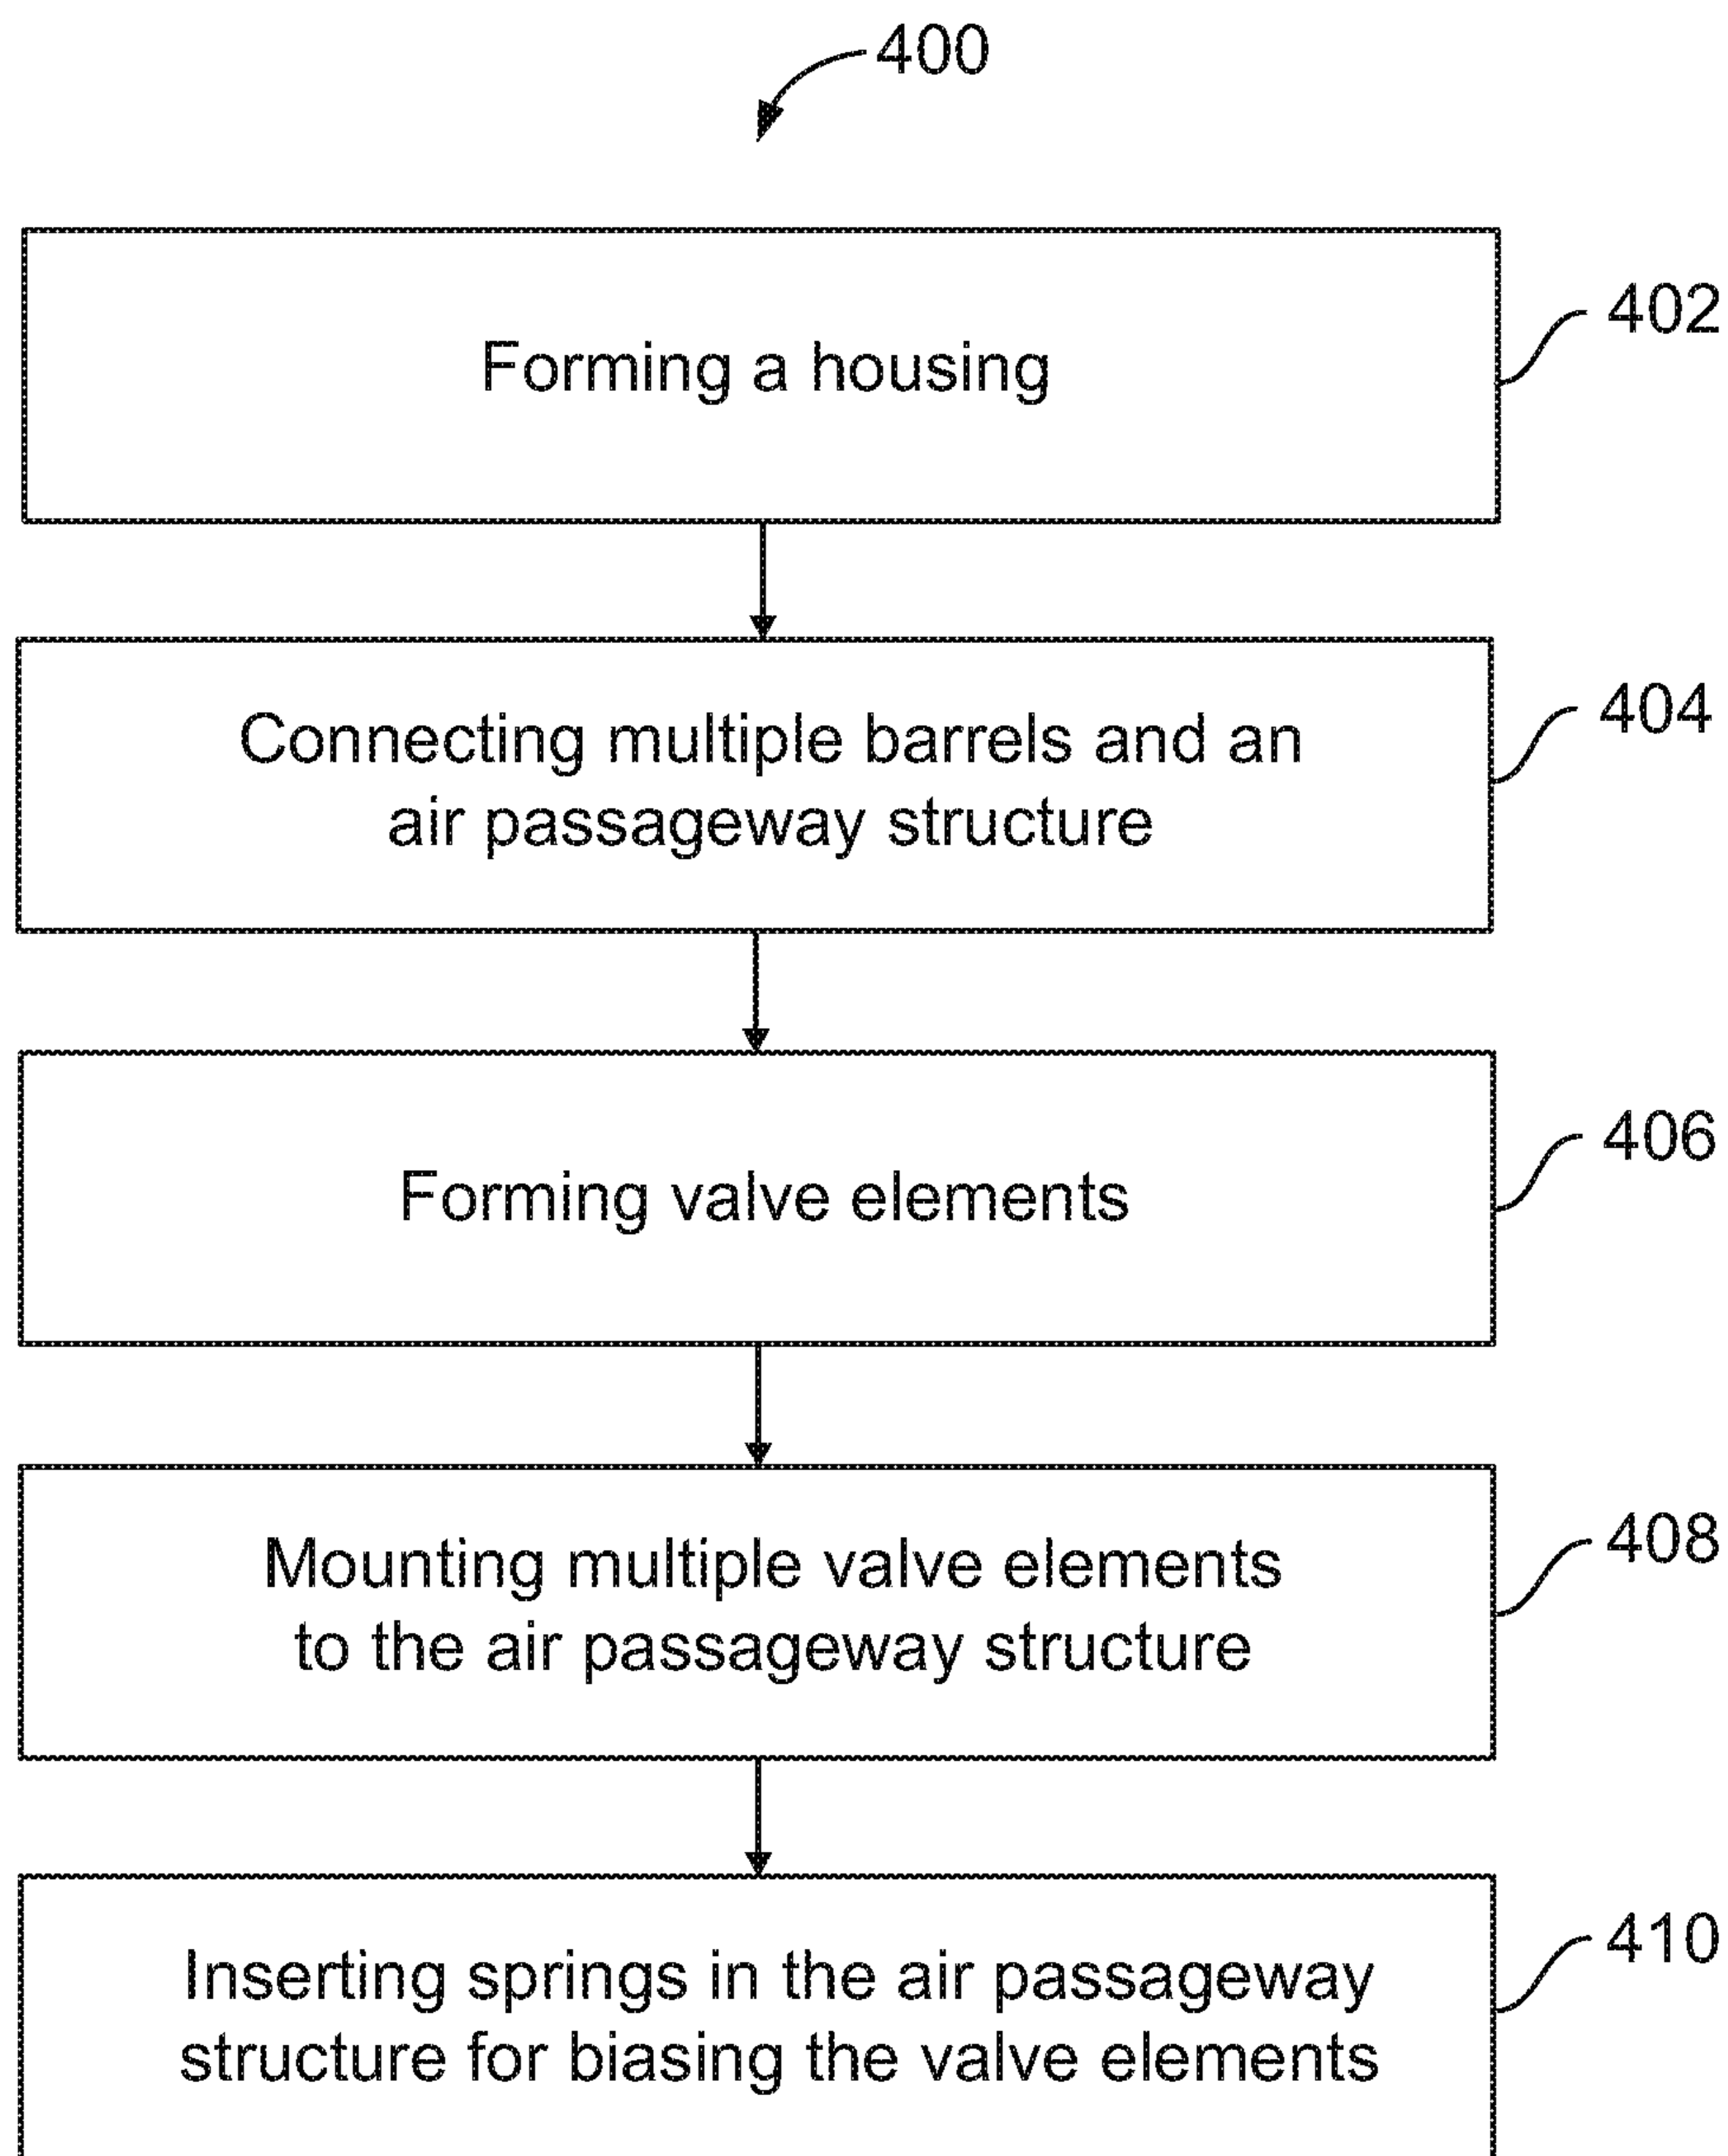 400
Forming a housing
402
Connecting multiple barrels and an
air passageway structure
404
Forming valve elements
406
Mounting multiple valve elements
to the air passageway structure
408
Inserting springs in the air passageway
structure for biasing the valve elements
410